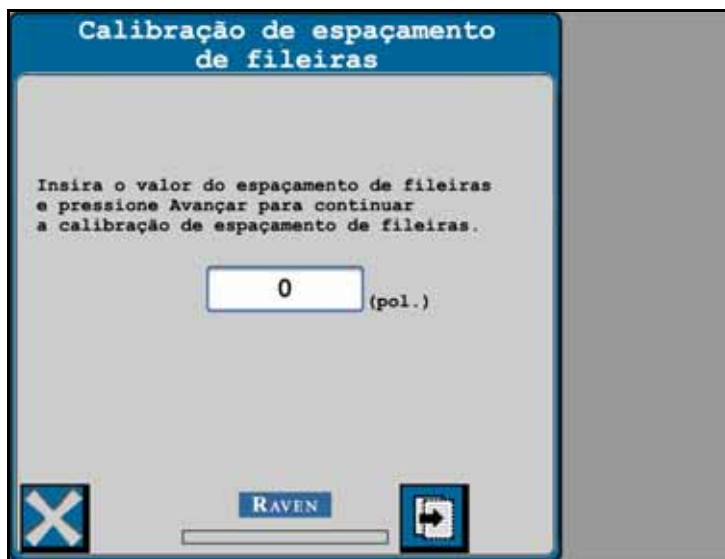 Calibração de espaçamento
de fileiras
Insira o valor do espaçamento de fileiras
e pressione Avançar para continuar
a calibração de espaçamento de fileiras.
0
(pol.)
RAVEN